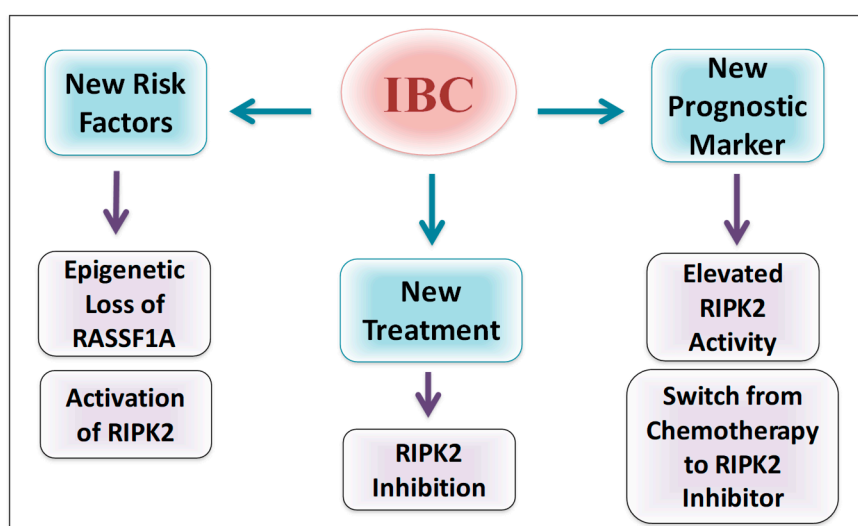 IBC
New Risk
Factors
Epigenetic
Loss of
RASSF1A
Activation
of RIPK2
New
Treatment
RIPK2
Inhibition
New
Prognostic
Marker
Elevated
RIPK2
Activity
Switch from
Chemotherapy
to RIPK2
Inhibitor